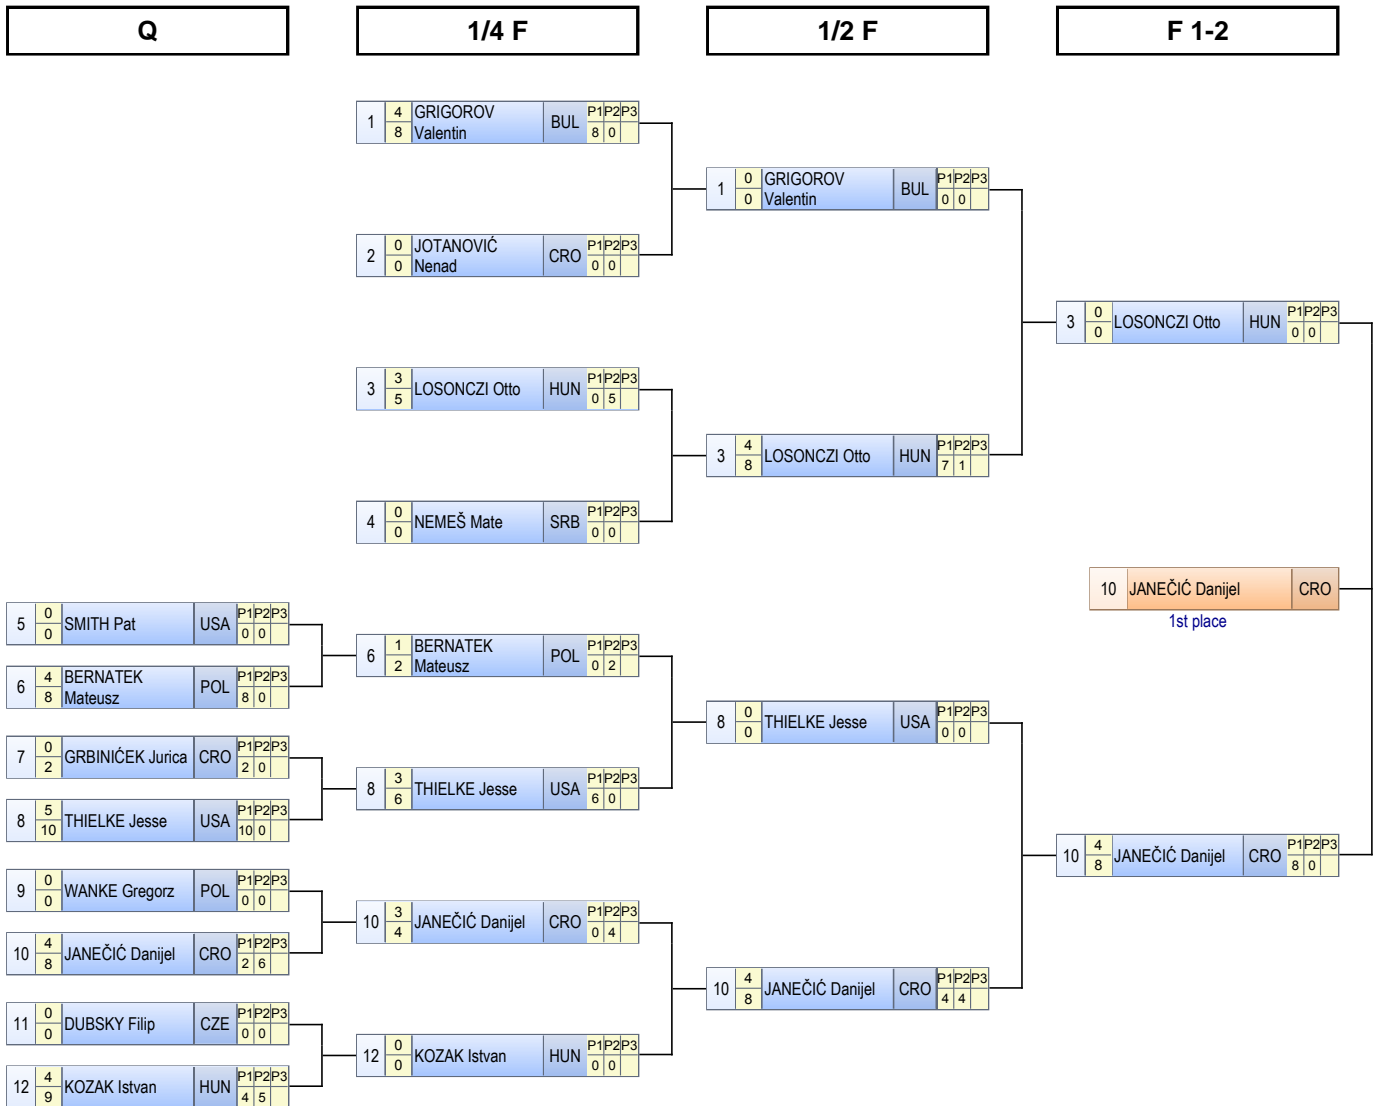 Q
1/4 F
1/2 F
F 1-2
1 4 GRIGOROV BUL P1 P2 P3
8 Valentin 8 0
1 0 GRIGOROV BUL P1 P2 P3
0 Valentin 0 0
2 0 JOTANOVIĆ CRO P1 P2 P3
0 Nenad 0 0
3 0 LOSONCZI Otto HUN P1 P2 P3
0 0 0
3 3 LOSONCZI Otto HUN P1 P2 P3
5 0 5
3 4 LOSONCZI Otto HUN P1 P2 P3
8 7 1
4 0 NEMEŠ Mate SRB P1 P2 P3
0 0 0
10 JANEČIĆ Danijel CRO
1st place
5 0 SMITH Pat USA P1 P2 P3
0 0 0
6 1 BERNATEK POL P1 P2 P3
2 Mateusz 0 2
6 4 BERNATEK POL P1 P2 P3
8 Mateusz 8 0
8 0 THIELKE Jesse USA P1 P2 P3
0 0 0
7 0 GRBINIĆEK Jurica CRO P1 P2 P3
2 2 0
8 3 THIELKE Jesse USA P1 P2 P3
6 6 0
8 5 THIELKE Jesse USA P1 P2 P3
10 10 0
10 4 JANEČIĆ Danijel CRO P1 P2 P3
8 8 0
9 0 WANKE Gregorz POL P1 P2 P3
0 0 0
10 3 JANEČIĆ Danijel CRO P1 P2 P3
4 0 4
10 4 JANEČIĆ Danijel CRO P1 P2 P3
8 2 6
10 4 JANEČIĆ Danijel CRO P1 P2 P3
8 4 4
11 0 DUBSKY Filip CZE P1 P2 P3
0 0 0
12 0 KOZAK Istvan HUN P1 P2 P3
0 0 0
12 4 KOZAK Istvan HUN P1 P2 P3
9 4 5